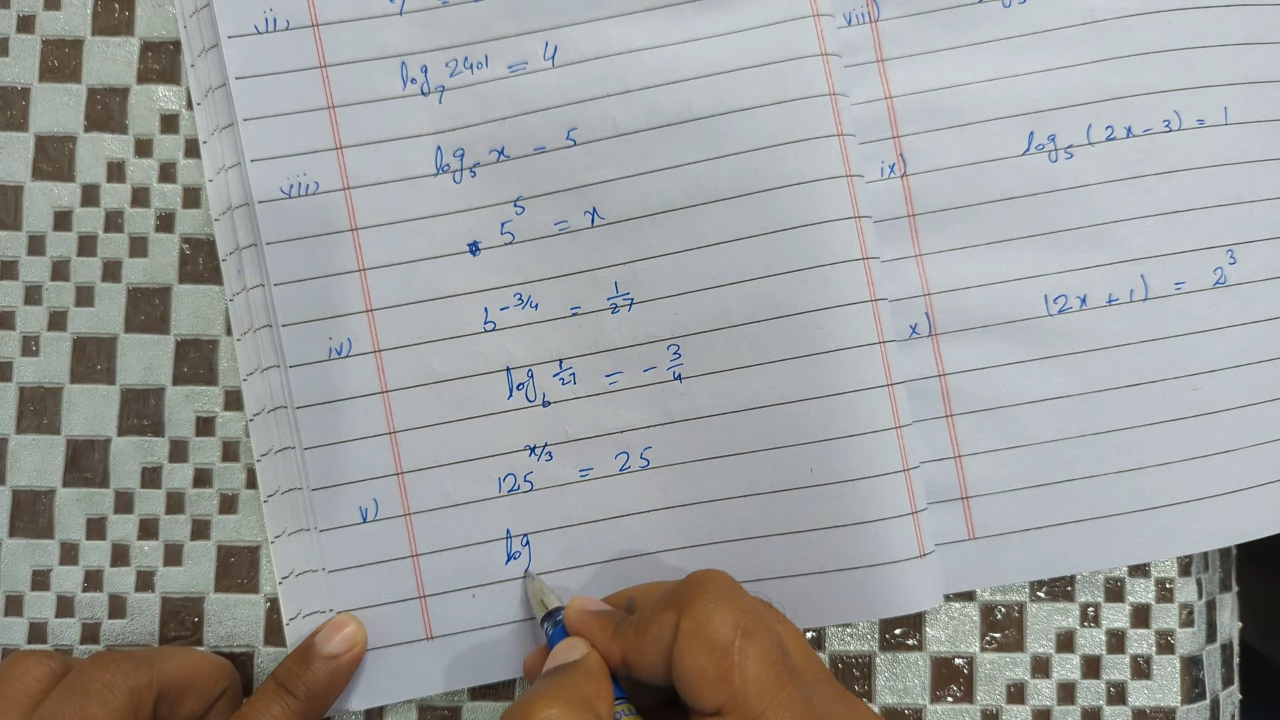 ii,
log₇ 2401 = 4
viii,
log₅ x = 5
5⁵ = x
iv)
b^-3/4 = 1/27
log_b 1/27 = -3/4
v)
125^x/3 = 25
log
viii)
ix)
log₅ (2x - 3) = 1
x)
(2x + 1) = 2³